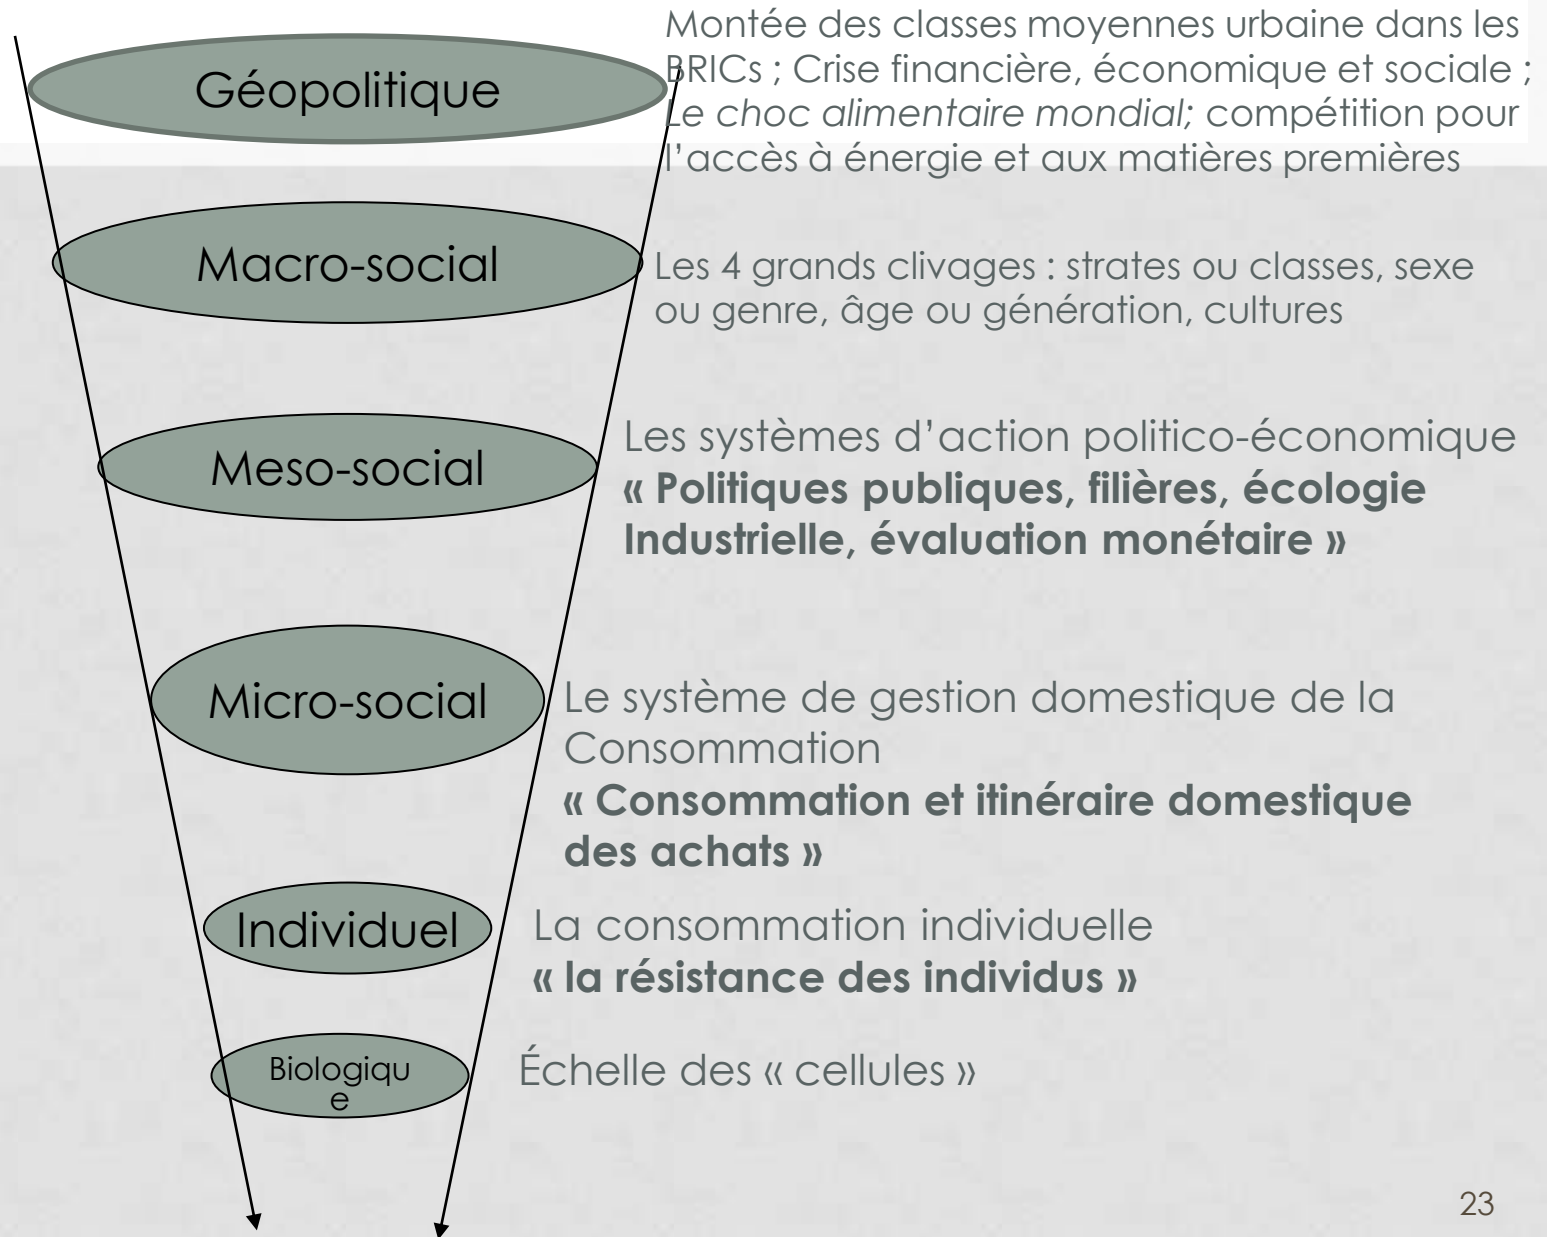 Géopolitique
Montée des classes moyennes urbaine dans les
BRICs ; Crise financière, économique et sociale ;
Le choc alimentaire mondial; compétition pour
l’accès à énergie et aux matières premières
Macro-social
Les 4 grands clivages : strates ou classes, sexe
ou genre, âge ou génération, cultures
Meso-social
Les systèmes d’action politico-économique
« Politiques publiques, filières, écologie
Industrielle, évaluation monétaire »
Micro-social
Le système de gestion domestique de la
Consommation
« Consommation et itinéraire domestique
des achats »
Individuel
La consommation individuelle
« la résistance des individus »
Biologiqu
e
Échelle des « cellules »
23